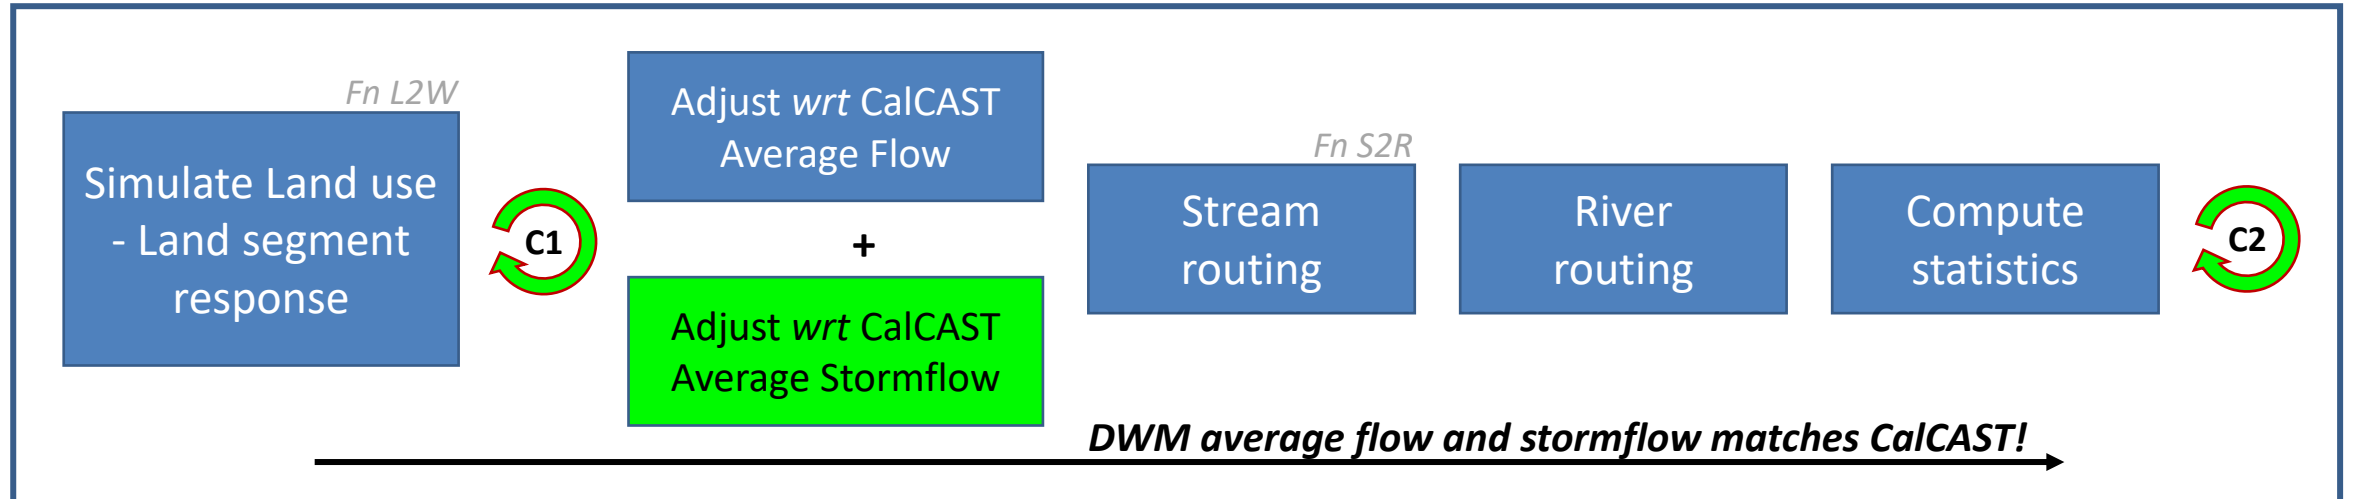 Fn L2W
Simulate Land use
- Land segment
response
C1
Adjust wrt CalCAST
Average Flow
+
Adjust wrt CalCAST
Average Stormflow
Fn S2R
Stream
routing
River
routing
Compute
statistics
C2
DWM average flow and stormflow matches CalCAST!